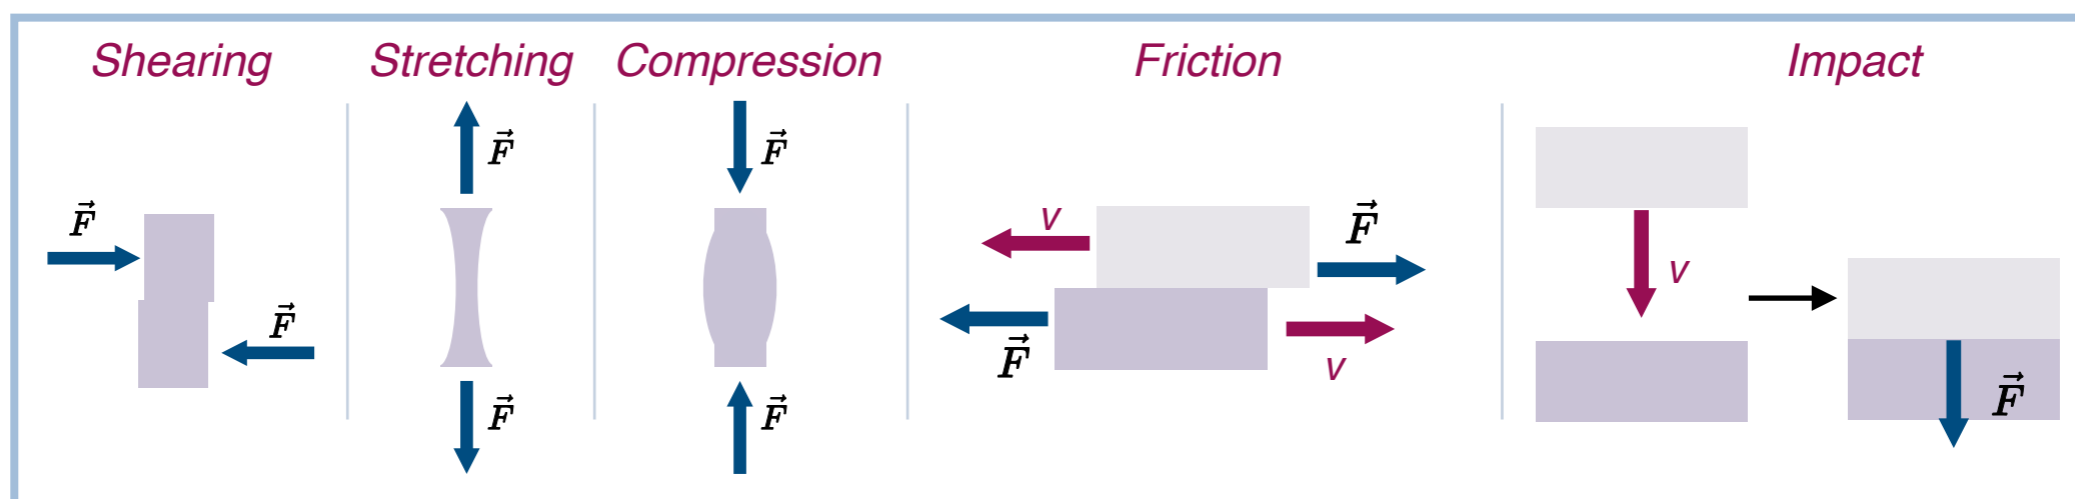 Shearing
Stretching
Compression
Friction
Impact
F⃗
F⃗
F⃗
F⃗
F⃗
F⃗
v
F⃗
F⃗
v
v
F⃗